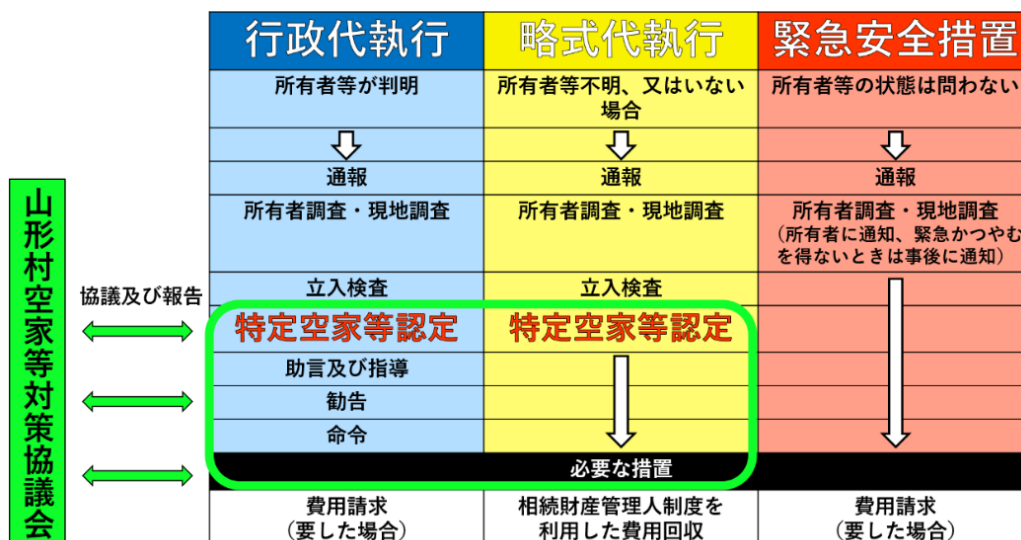 行政代執行
略式代執行
緊急安全措置
所有者等が判明
所有者等不明、又はいない
場合
所有者等の状態は問わない
通報
通報
通報
所有者調査・現地調査
所有者調査・現地調査
所有者調査・現地調査
（所有者に通知、緊急かつやむ
を得ないときは事後に通知）
立入検査
立入検査
山形村空家等対策協議会
協議及び報告
特定空家等認定
特定空家等認定
助言及び指導
勧告
命令
必要な措置
費用請求
（要した場合）
相続財産管理人制度を
利用した費用回収
費用請求
（要した場合）